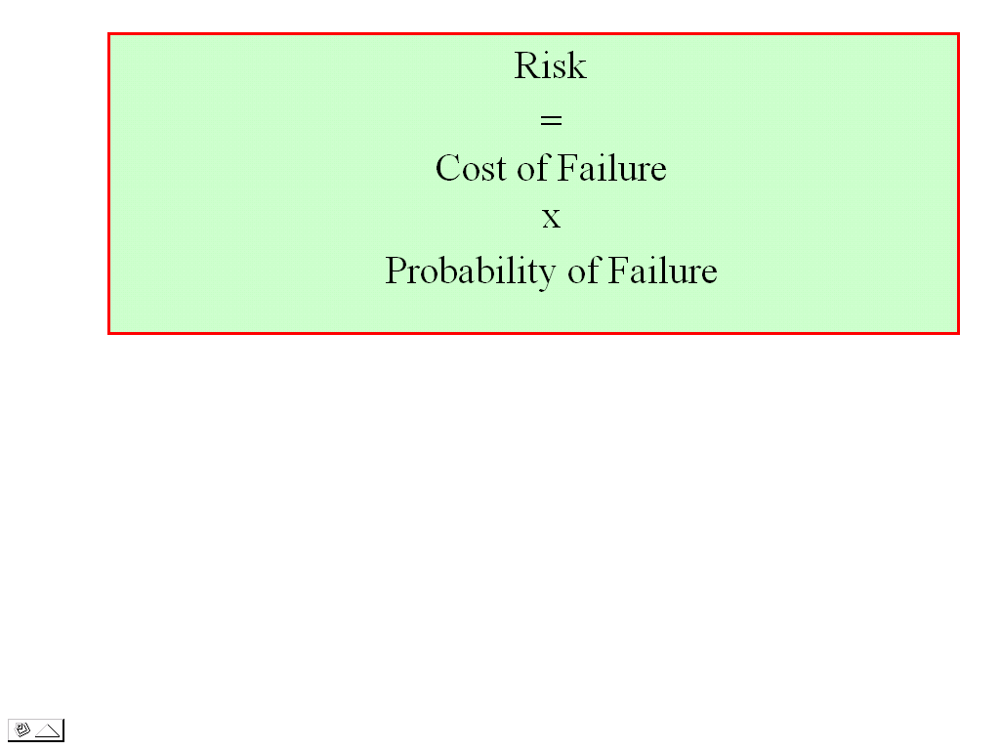 Risk
=
Cost of Failure
x
Probability of Failure